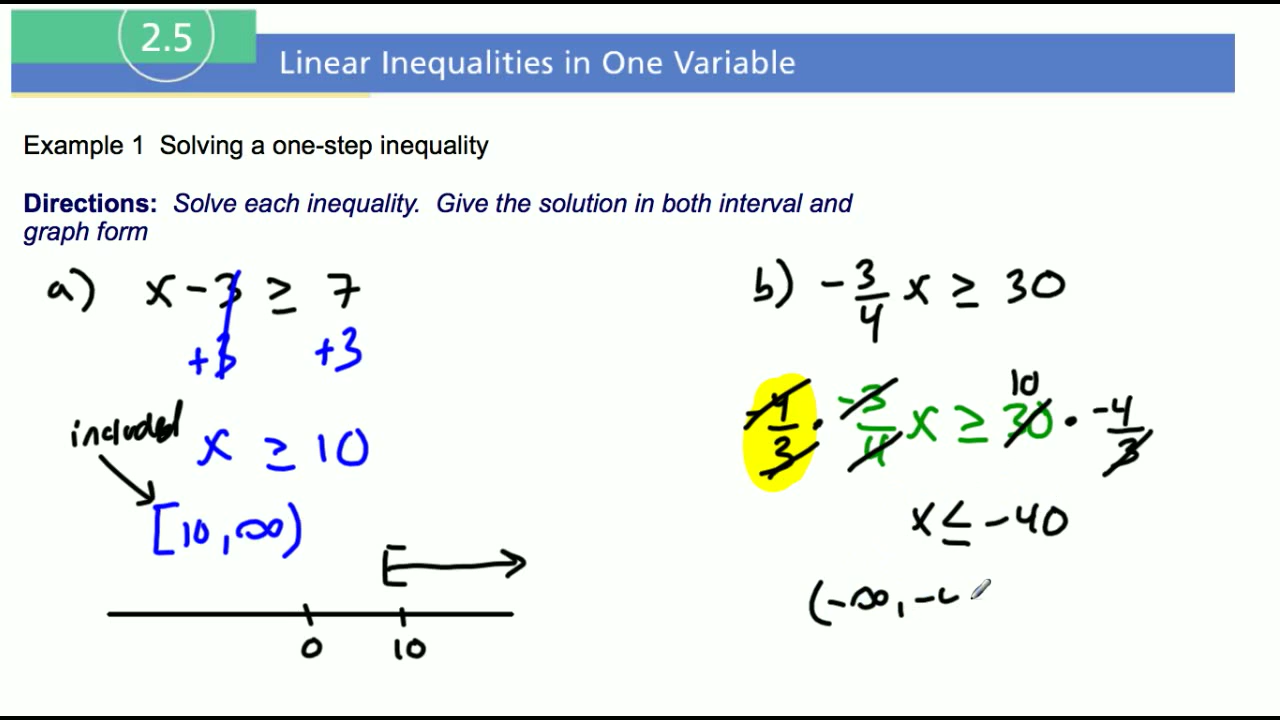 2.5
Linear Inequalities in One Variable
Example 1 Solving a one-step inequality
Directions: Solve each inequality. Give the solution in both interval and
graph form
a) x - 3 ≥ 7
+3 +3
included
x ≥ 10
[10, ∞)
0 10
b) -3/4 x ≥ 30
10
-4/3 · -3/4 x ≥ 30 · -4/3
x ≤ -40
(-∞, -